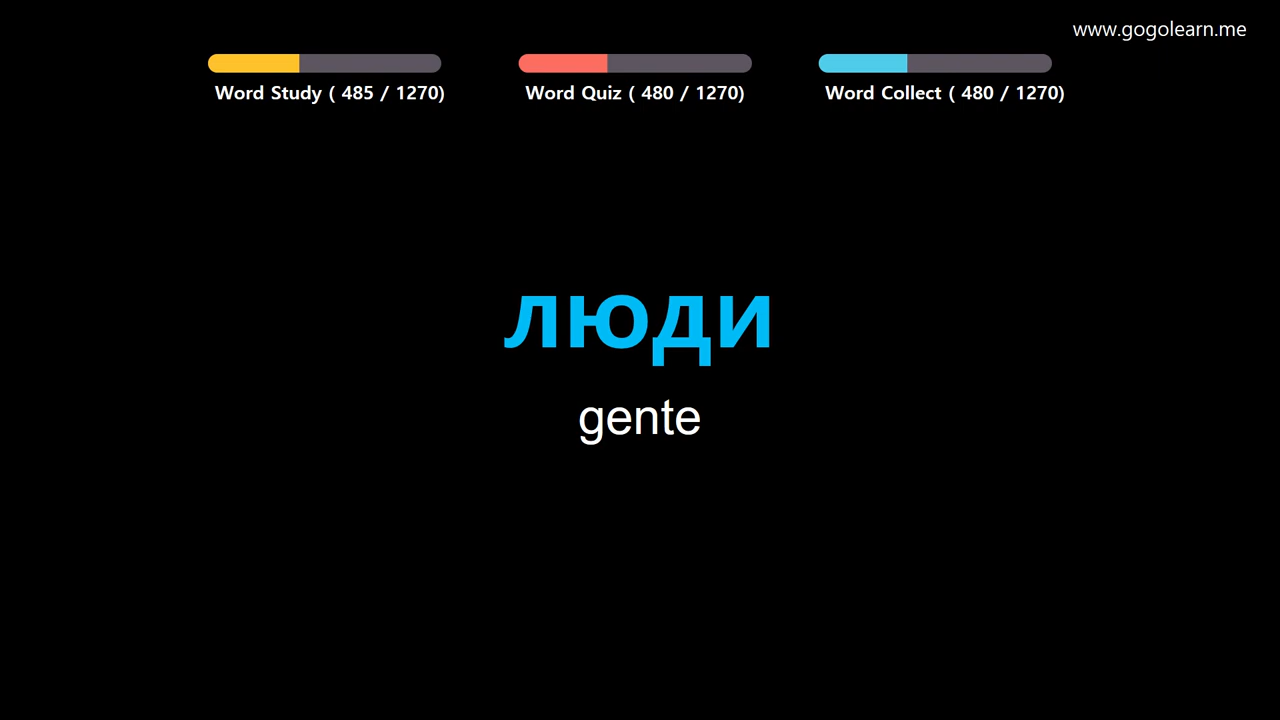 www.gogolearn.me
Word Study ( 485 / 1270)
Word Quiz ( 480 / 1270)
Word Collect ( 480 / 1270)
люди
gente